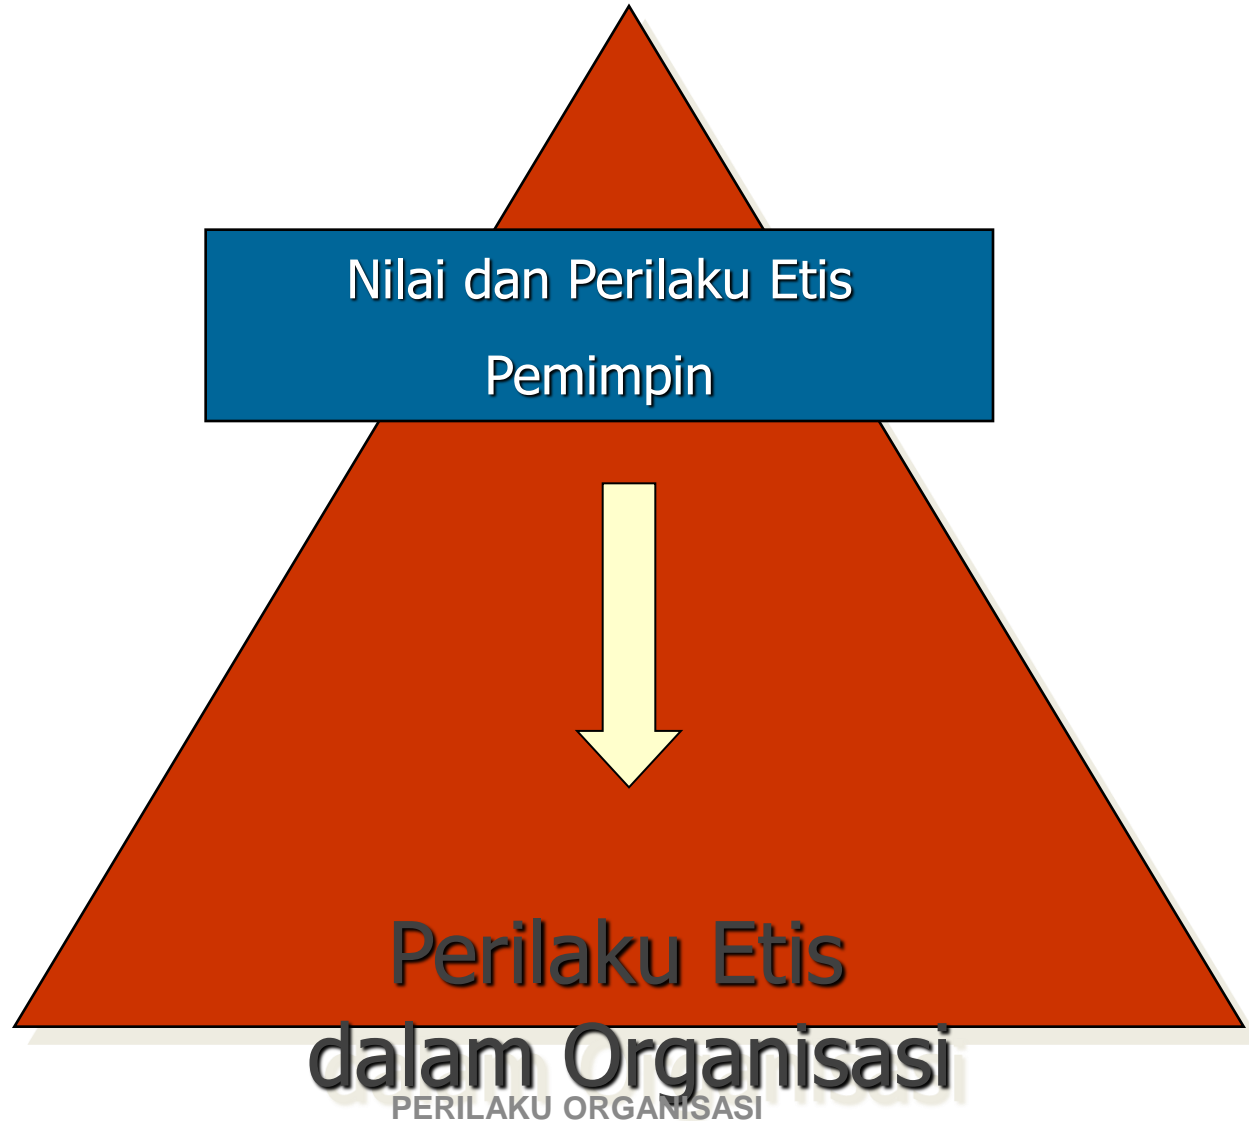 Nilai dan Perilaku Etis
Pemimpin
Perilaku Etis
dalam Organisasi
PERILAKU ORGANISASI